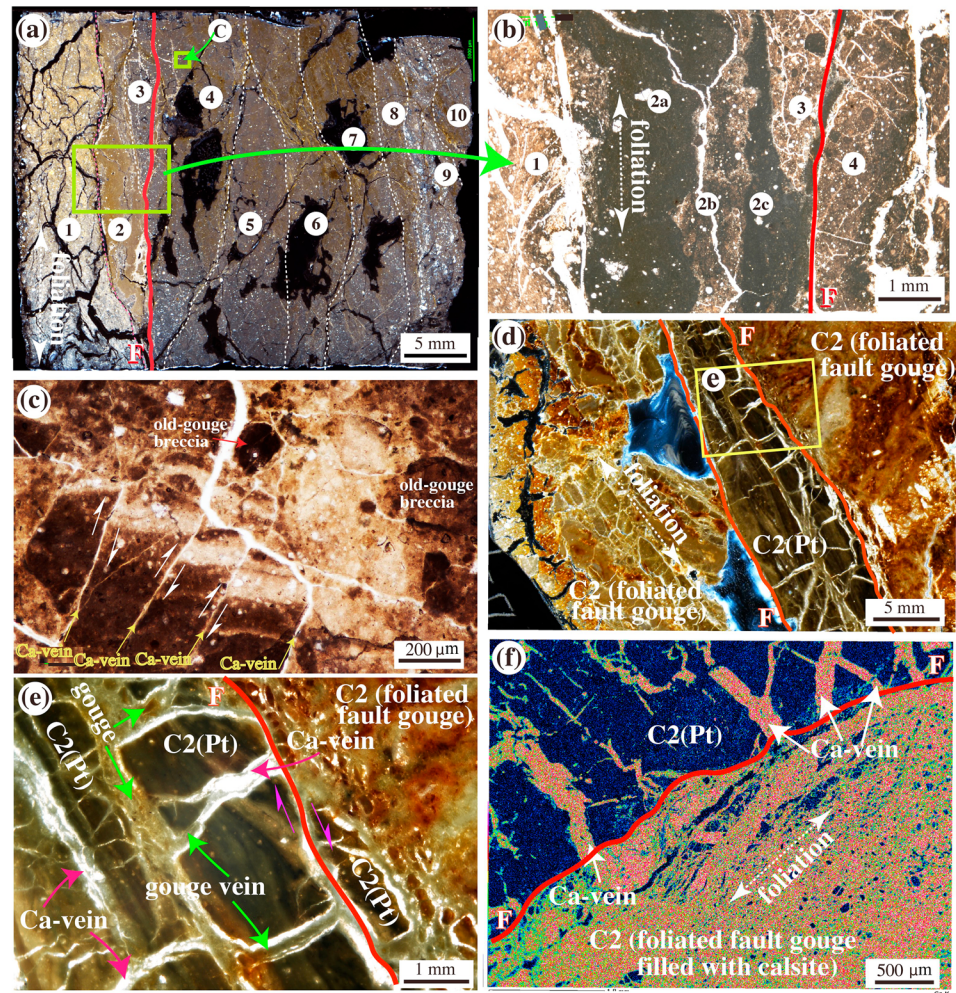 (a)
C
3
4
8
10
7
9
1
2
5
6
foliation
F
5 mm
(b)
2a
foliation
1
3
4
2b
2c
F
1 mm
(c)
old-gouge
breccia
old-gouge
breccia
Ca-vein
Ca-vein
Ca-vein
Ca-vein
200 µm
(d)
F
C2 (foliated
fault gouge)
e
foliation
C2(Pt)
C2 (foliated
fault gouge)
F
5 mm
(e)
gouge
F
C2 (foliated
fault gouge)
C2(Pt)
C2(Pt)
Ca-vein
gouge vein
C2(Pt)
Ca-vein
1 mm
(f)
F
C2(Pt)
Ca-vein
Ca-vein
foliation
F
C2 (foliated fault gouge
filled with calsite)
500 µm